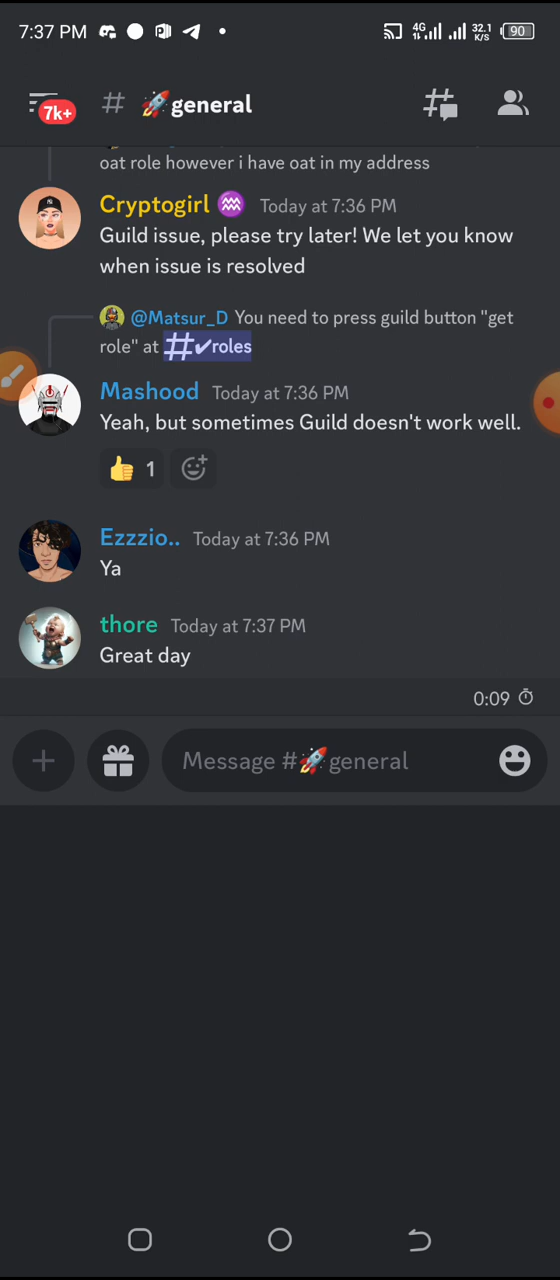 7:37 PM
4G
32.1
K/S
90
7k+
# 🚀general
oat role however i have oat in my address
Cryptogirl ♒ Today at 7:36 PM
Guild issue, please try later! We let you know
when issue is resolved
@Matsur_D You need to press guild button "get
role" at #✔roles
Mashood Today at 7:36 PM
Yeah, but sometimes Guild doesn't work well.
👍 1
Ezzzio.. Today at 7:36 PM
Ya
thore Today at 7:37 PM
Great day
0:09
Message #🚀general